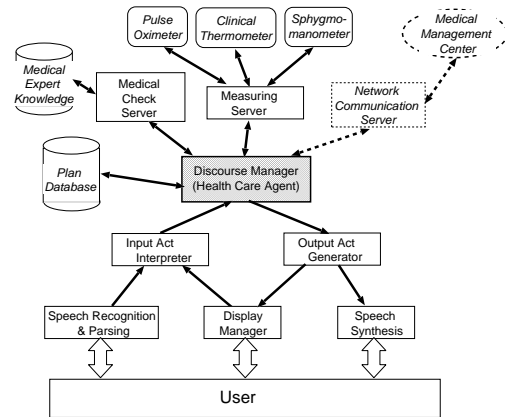 Pulse
Oximeter
Clinical
Thermometer
Sphygmo-
manometer
Medical
Management
Center
Medical
Expert
Knowledge
Medical
Check
Server
Measuring
Server
Network
Communication
Server
Plan
Database
Discourse Manager
(Health Care Agent)
Input Act
Interpreter
Output Act
Generator
Speech Recognition
& Parsing
Display
Manager
Speech
Synthesis
User